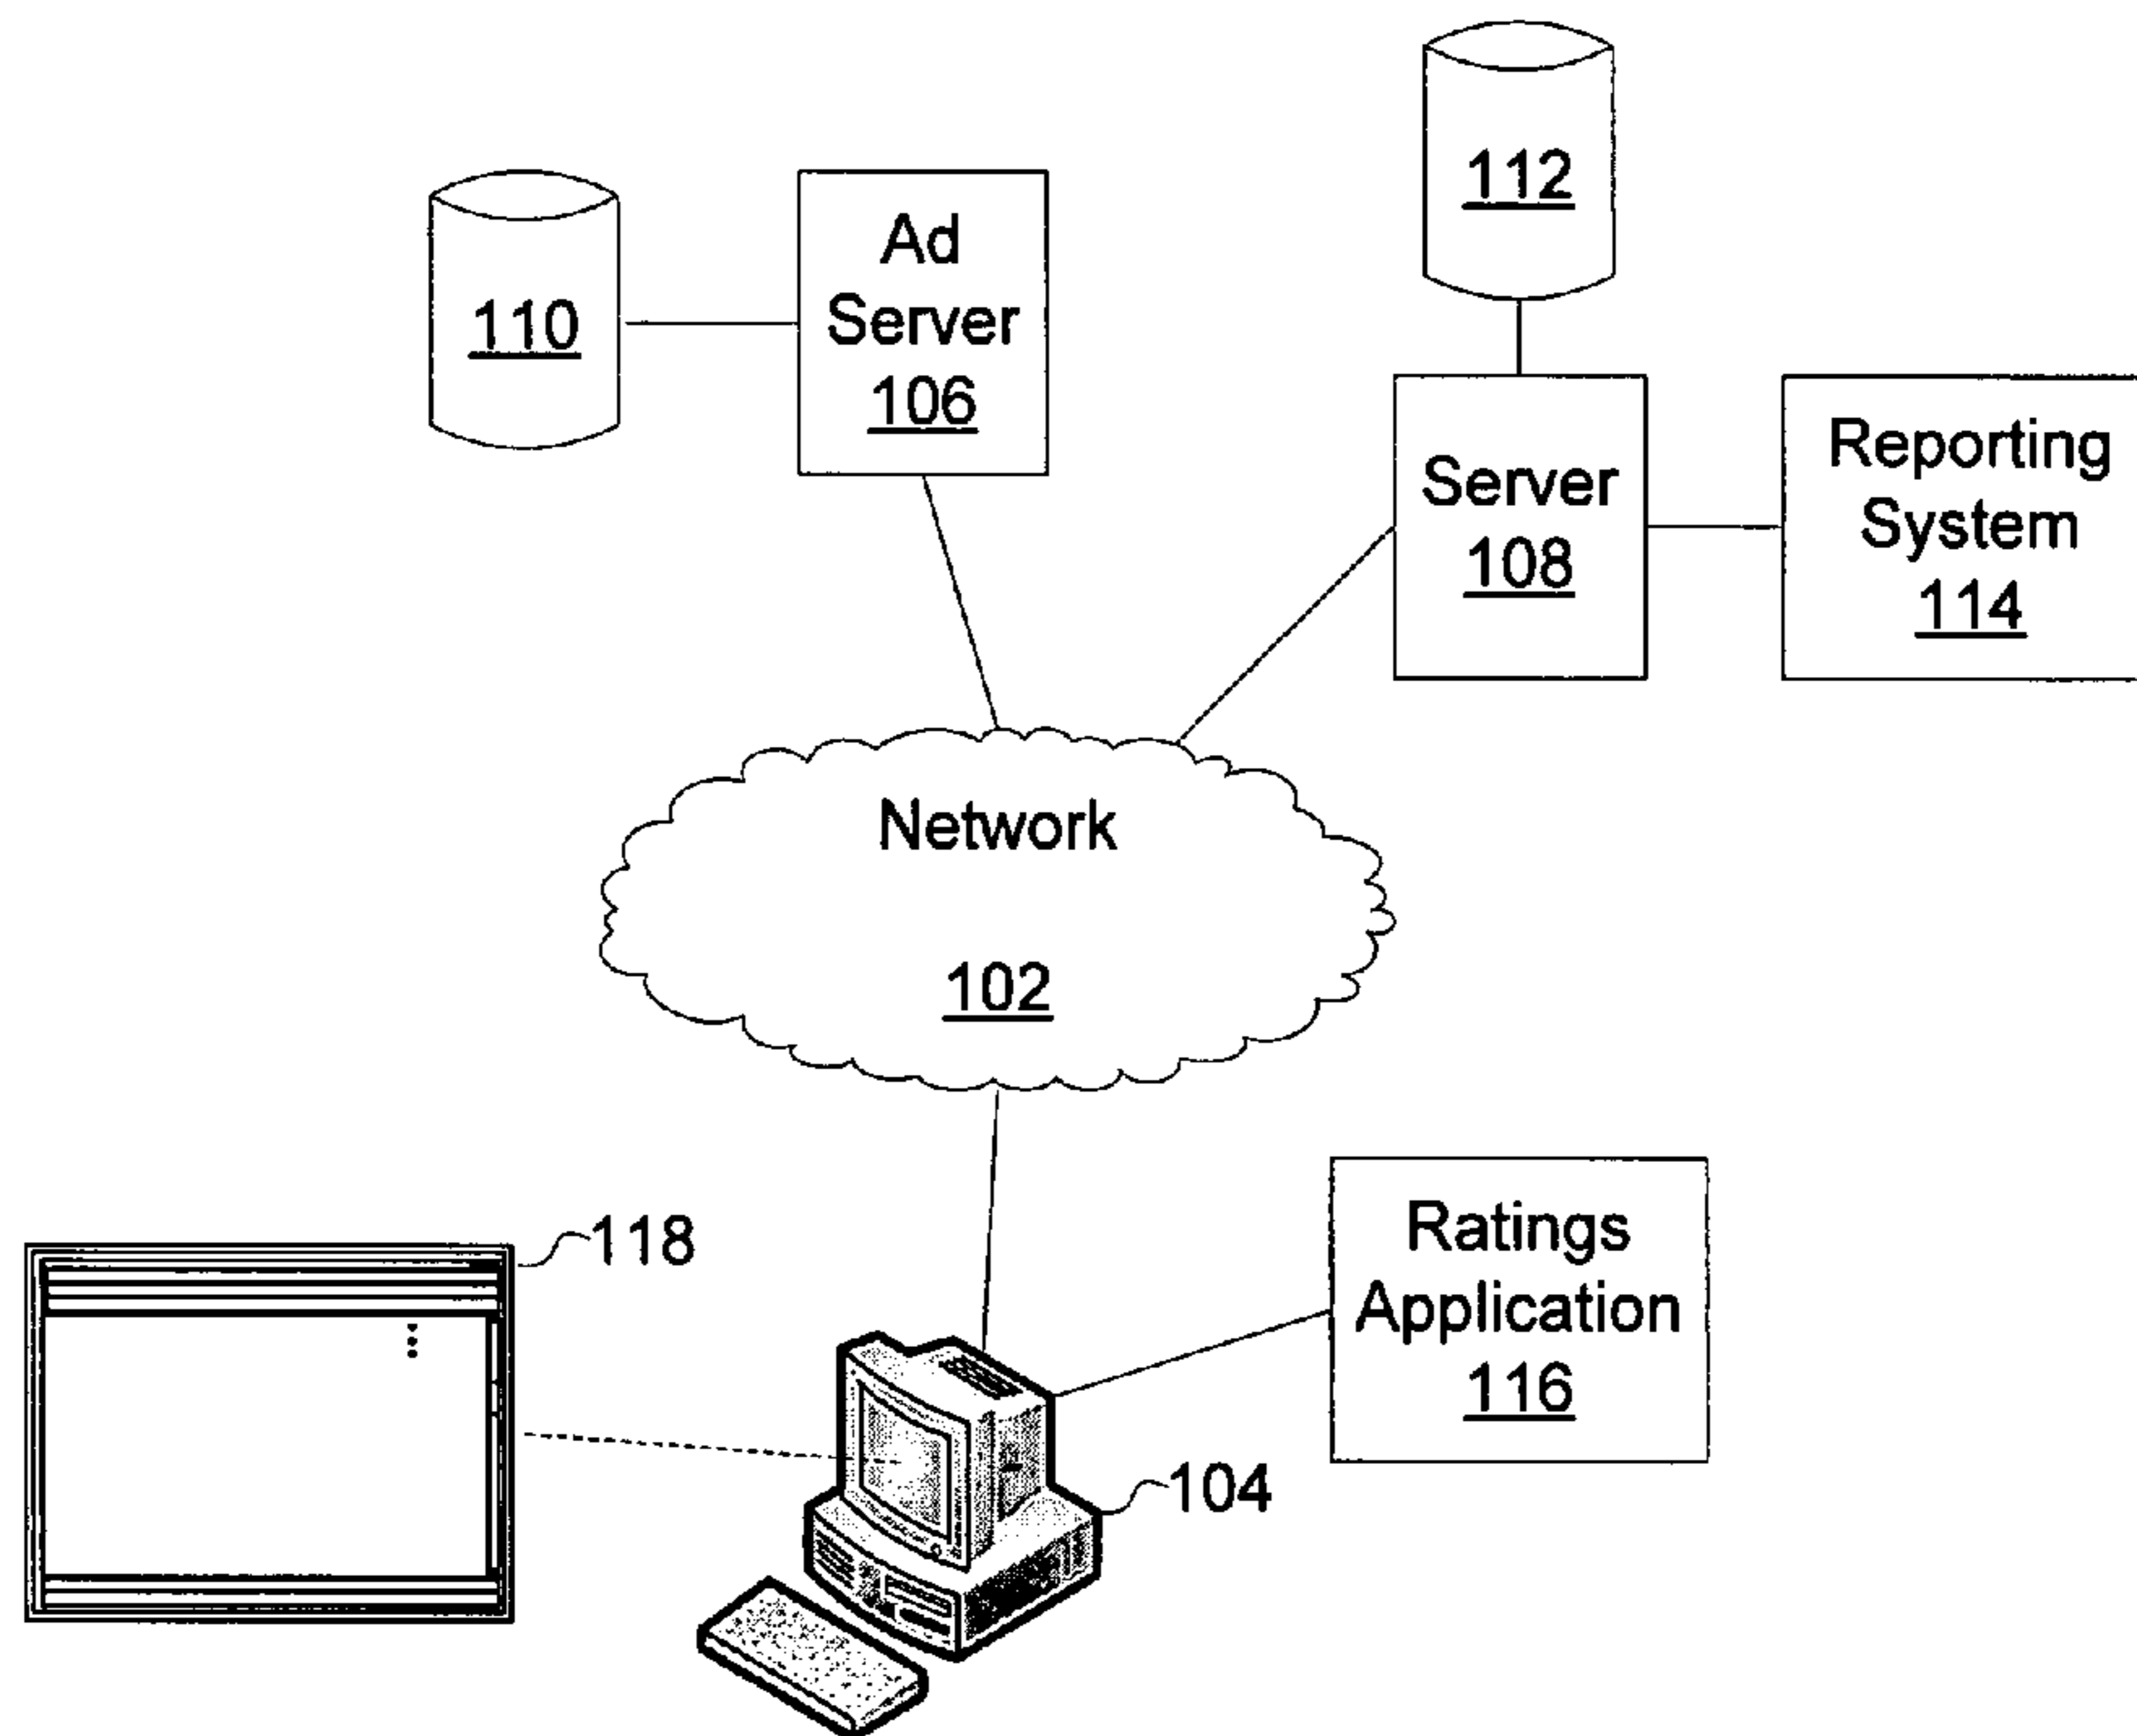 112
110
Ad
Server
106
Server
108
Reporting
System
114
Network
102
118
Ratings
Application
116
104